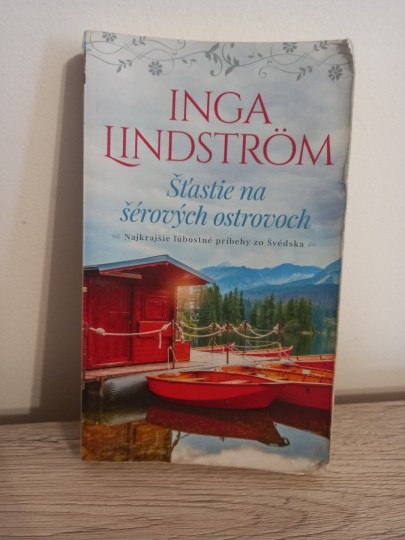 INGA
LINDSTRÖM
Šťastie na
šérových ostrovoch
Najkrajšie ľúbostné príbehy zo Švédska